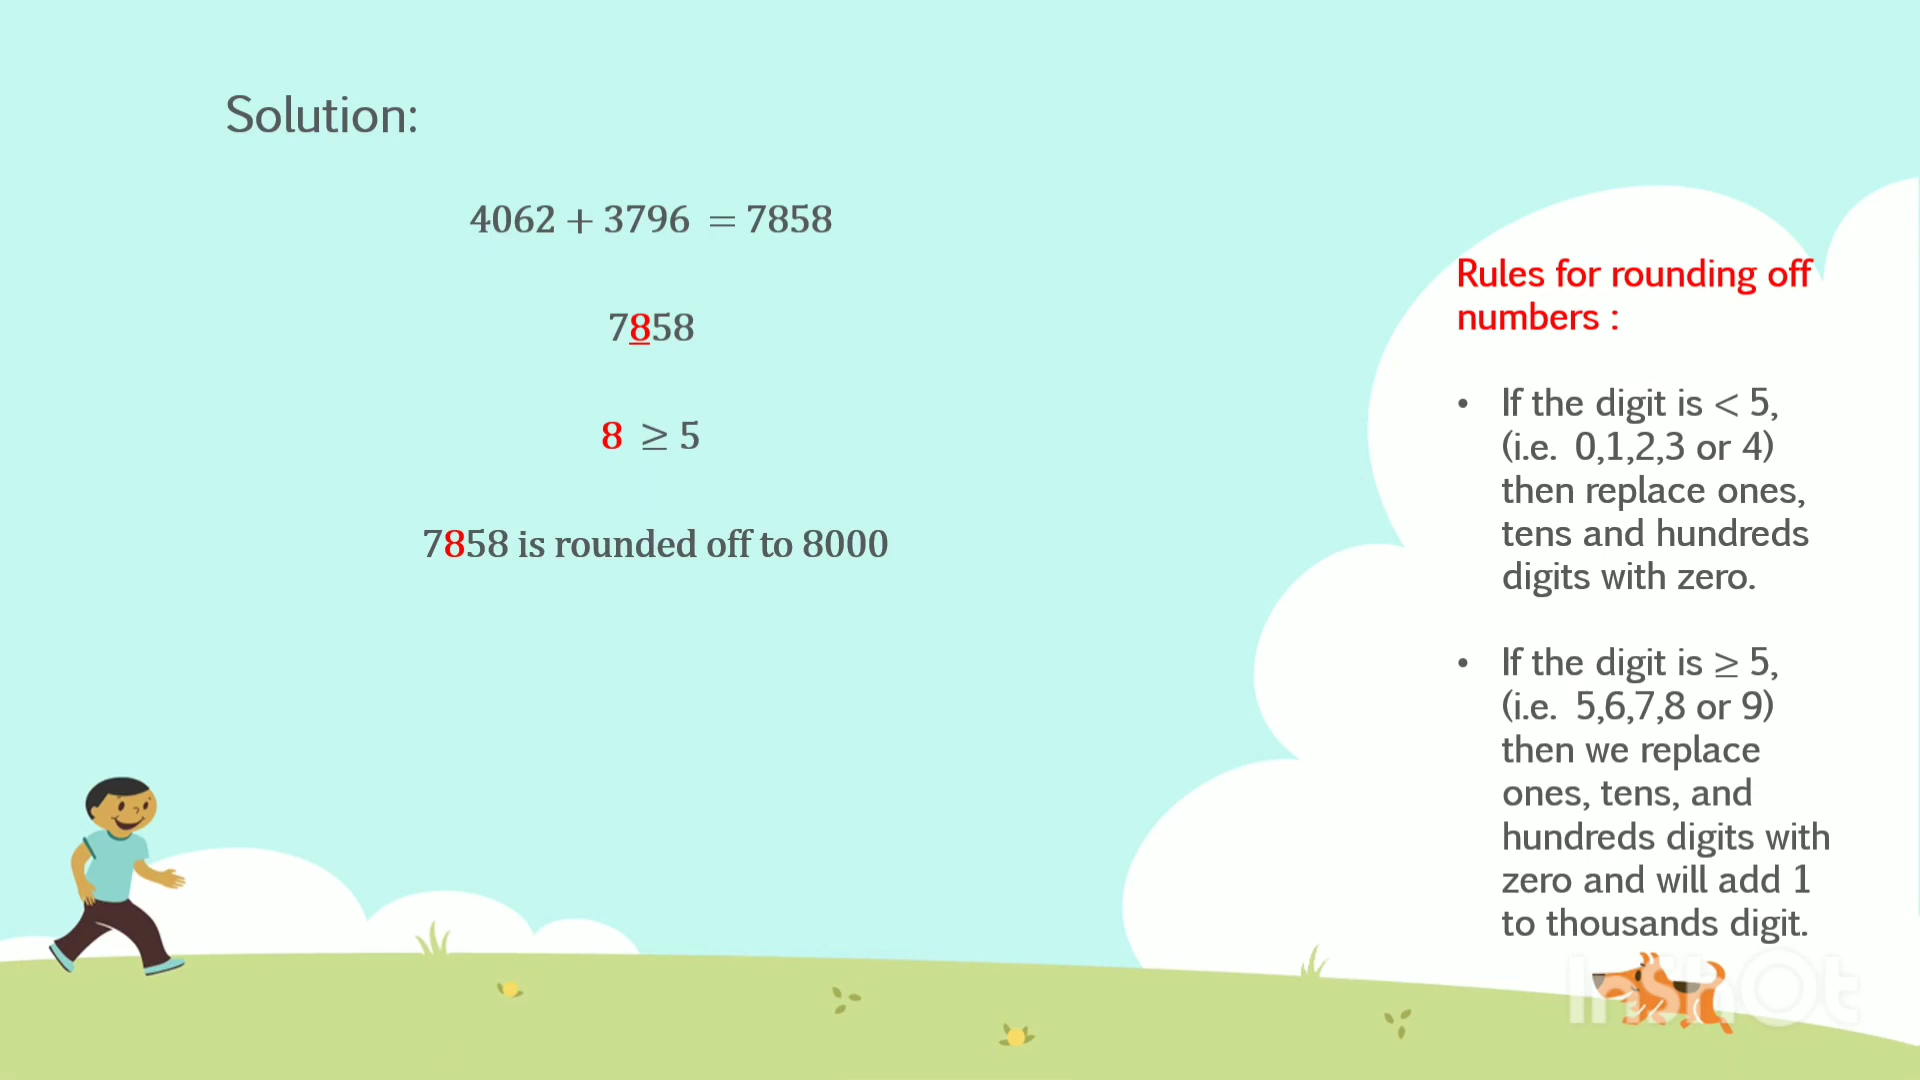 Solution:
4062 + 3796 = 7858
7858
8 ≥ 5
7858 is rounded off to 8000
Rules for rounding off
numbers :
• If the digit is < 5,
(i.e. 0,1,2,3 or 4)
then replace ones,
tens and hundreds
digits with zero.
• If the digit is ≥ 5,
(i.e. 5,6,7,8 or 9)
then we replace
ones, tens, and
hundreds digits with
zero and will add 1
to thousands digit.
InShOt